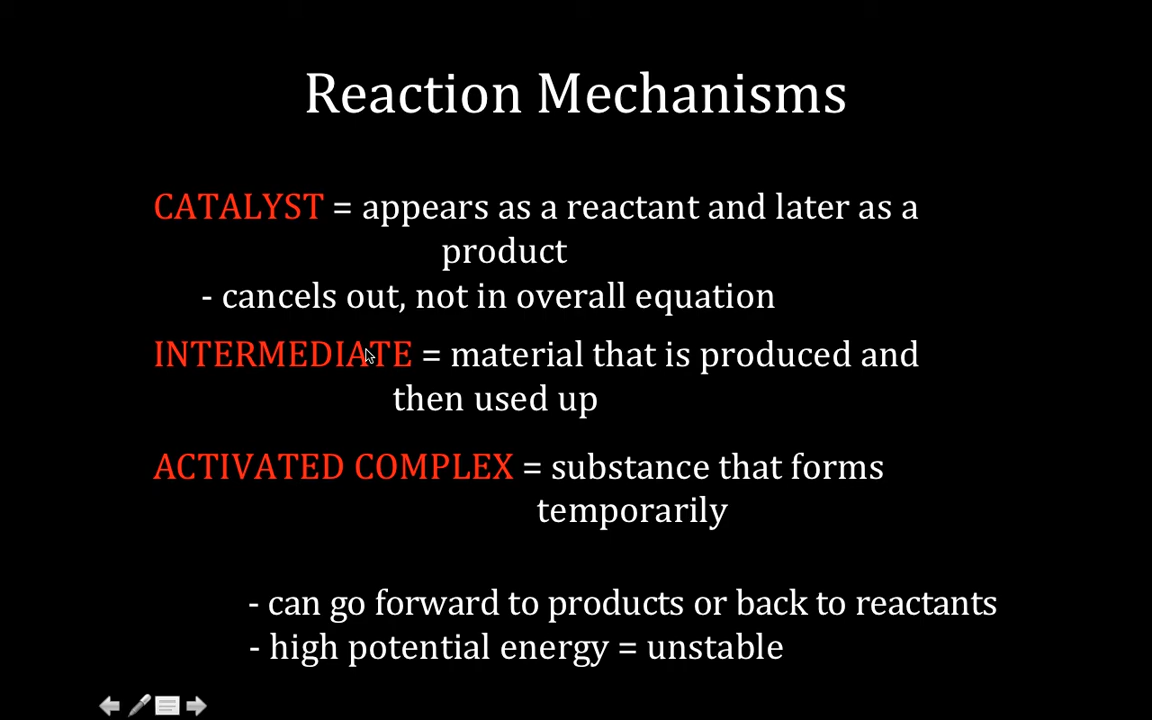 Reaction Mechanisms
CATALYST = appears as a reactant and later as a
product
- cancels out, not in overall equation
INTERMEDIATE = material that is produced and
then used up
ACTIVATED COMPLEX = substance that forms
temporarily
- can go forward to products or back to reactants
- high potential energy = unstable